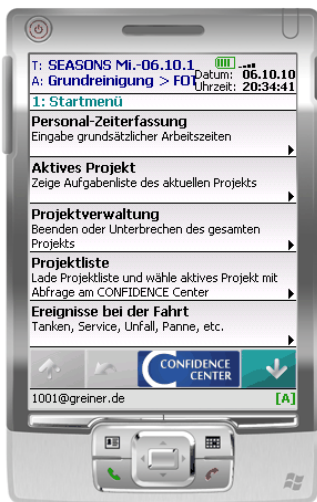 T: SEASONS Mi.-06.10.1
A: Grundreinigung > FOT
Datum: 06.10.10
Uhrzeit: 20:34:41
1: Startmenü
Personal-Zeiterfassung
Eingabe grundsätzlicher Arbeitszeiten
Aktives Projekt
Zeige Aufgabenliste des aktuellen Projekts
Projektverwaltung
Beenden oder Unterbrechen des gesamten
Projekts
Projektliste
Lade Projektliste und wähle aktives Projekt mit
Abfrage am CONFIDENCE Center
Ereignisse bei der Fahrt
Tanken, Service, Unfall, Panne, etc.
CONFIDENCE
CENTER
1001@greiner.de [A]